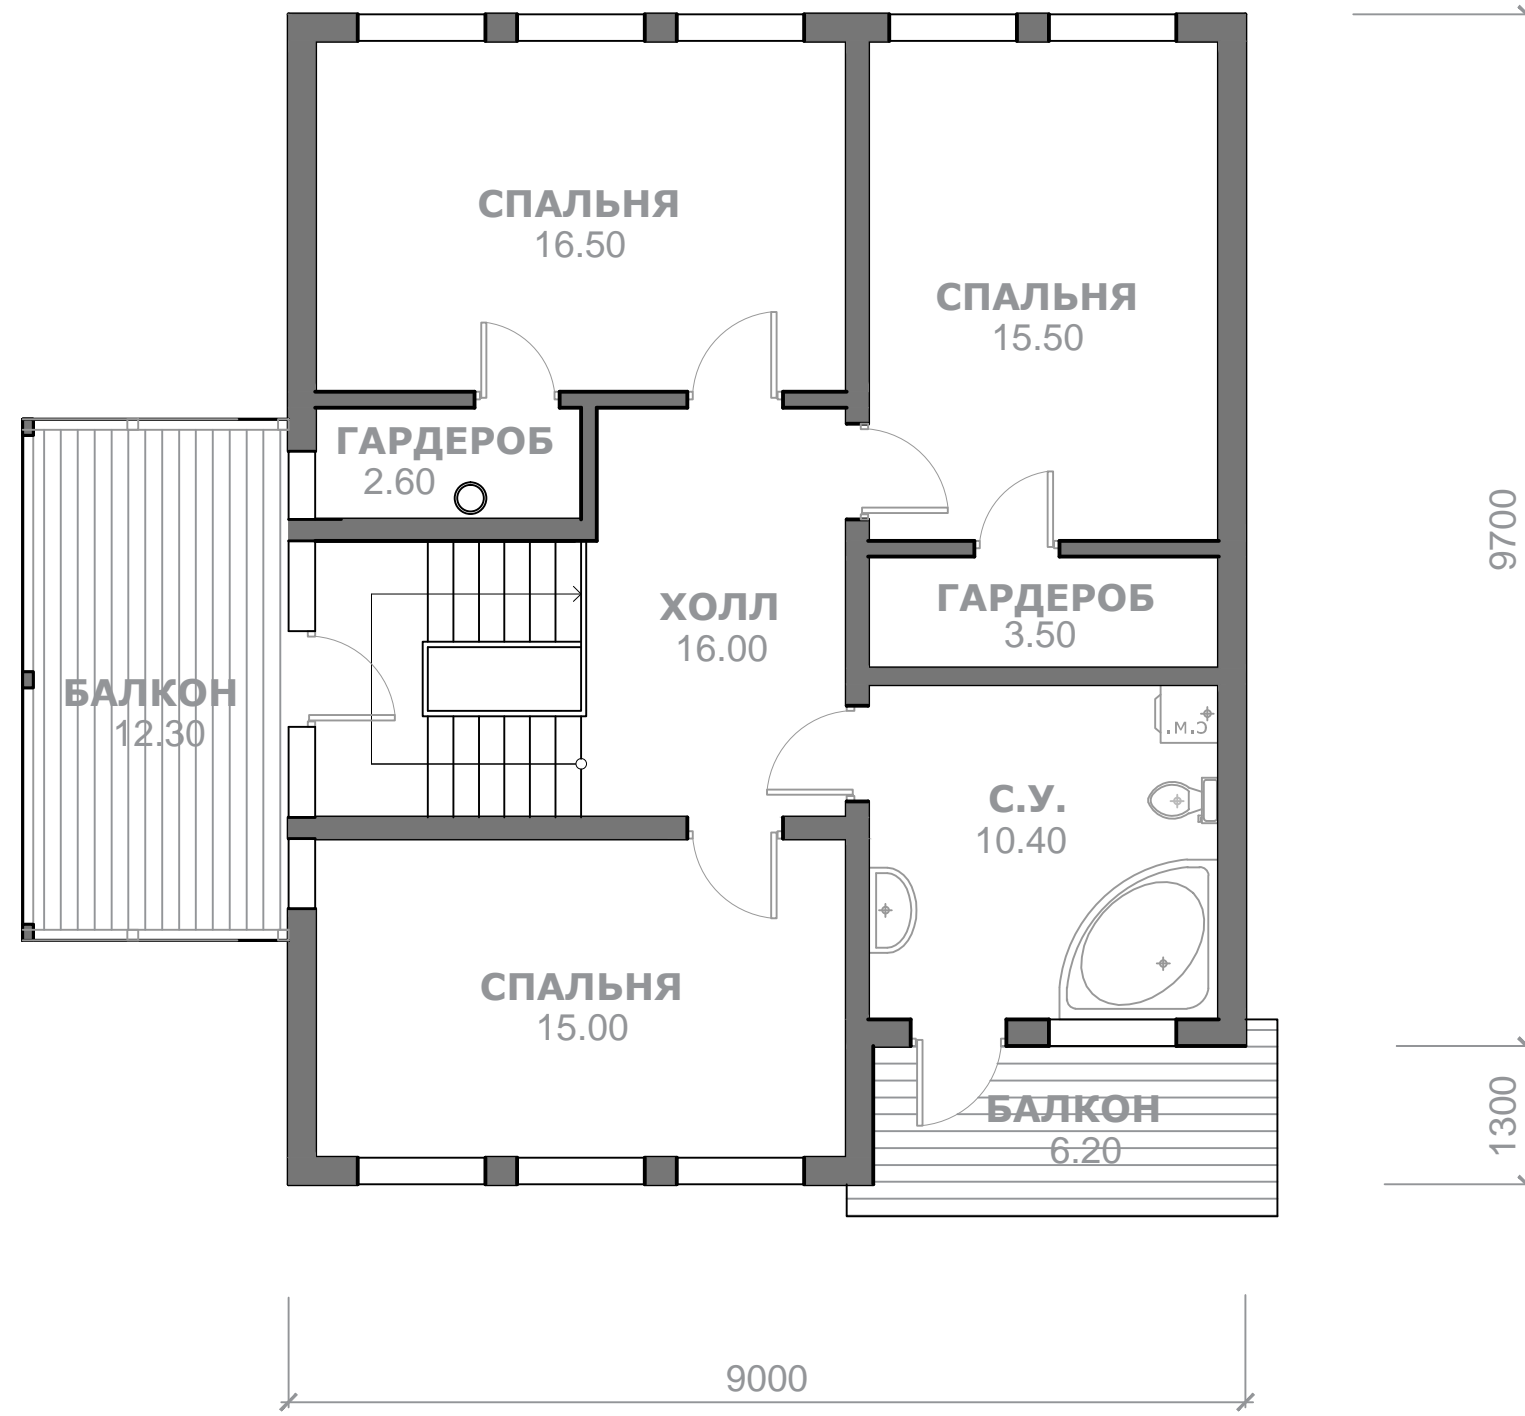 СПАЛЬНЯ
16.50
СПАЛЬНЯ
15.50
ГАРДЕРОБ
2.60
9700
ХОЛЛ
16.00
ГАРДЕРОБ
3.50
БАЛКОН
12.30
с.м.
С.У.
10.40
СПАЛЬНЯ
15.00
БАЛКОН
6.20
1300
9000